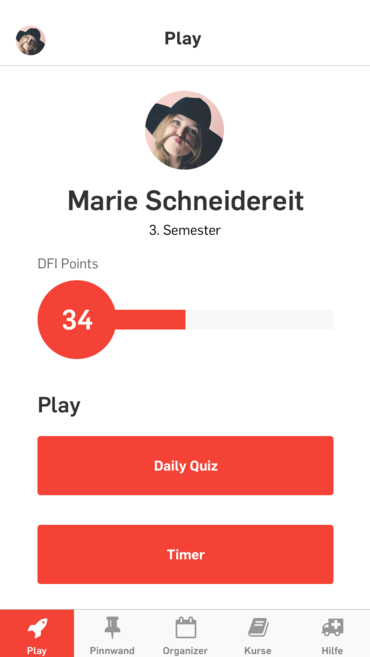 Play
Marie Schneidereit
3. Semester
DFI Points
34
Play
Daily Quiz
Timer
Play Pinnwand Organizer Kurse Hilfe